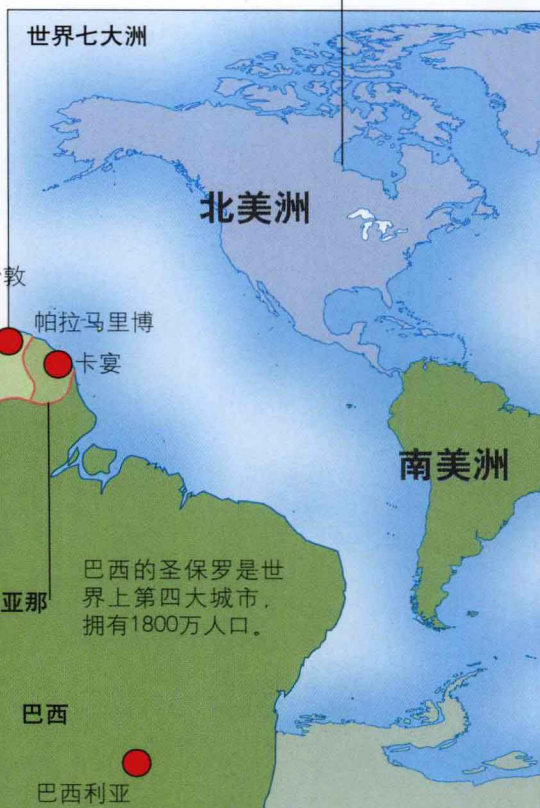 世界七大洲
北美洲
敦
帕拉马里博
卡宴
南美洲
巴西的圣保罗是世
界上第四大城市，
拥有1800万人口。
亚那
巴西
巴西利亚